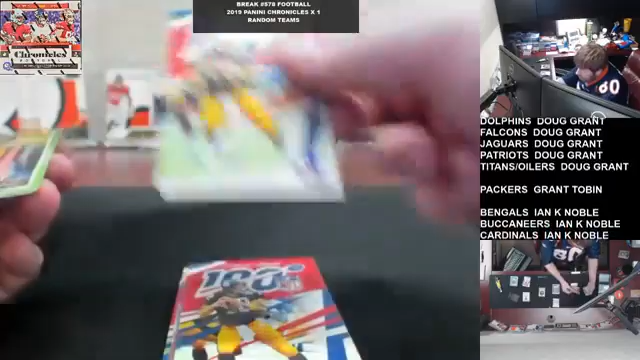 BREAK #578 FOOTBALL
2019 PANINI CHRONICLES X 1
RANDOM TEAMS
Chronicles
DOLPHINS DOUG GRANT
FALCONS DOUG GRANT
JAGUARS DOUG GRANT
PATRIOTS DOUG GRANT
TITANS/OILERS DOUG GRANT
PACKERS GRANT TOBIN
BENGALS IAN K NOBLE
BUCCANEERS IAN K NOBLE
CARDINALS IAN K NOBLE
60
100